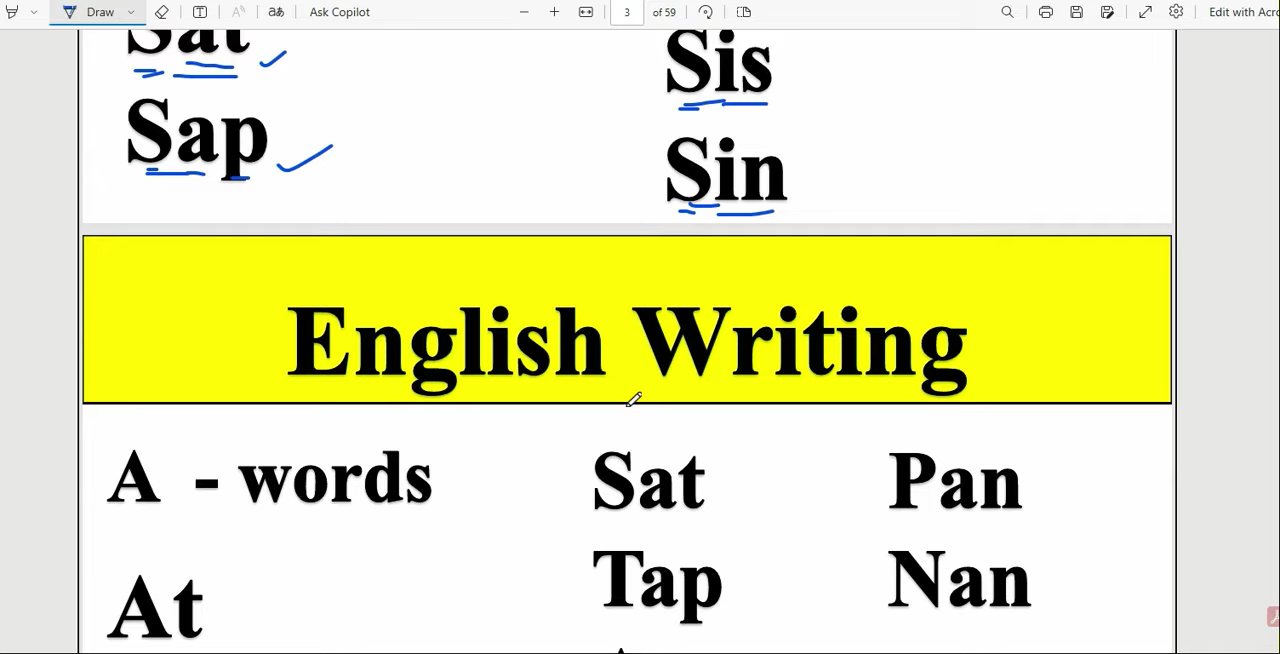 Draw
Ask Copilot
3 of 59
Edit with Acro
Sat
Sap
Sis
Sin
English Writing
A - words
At
Sat
Tap
Pan
Nan